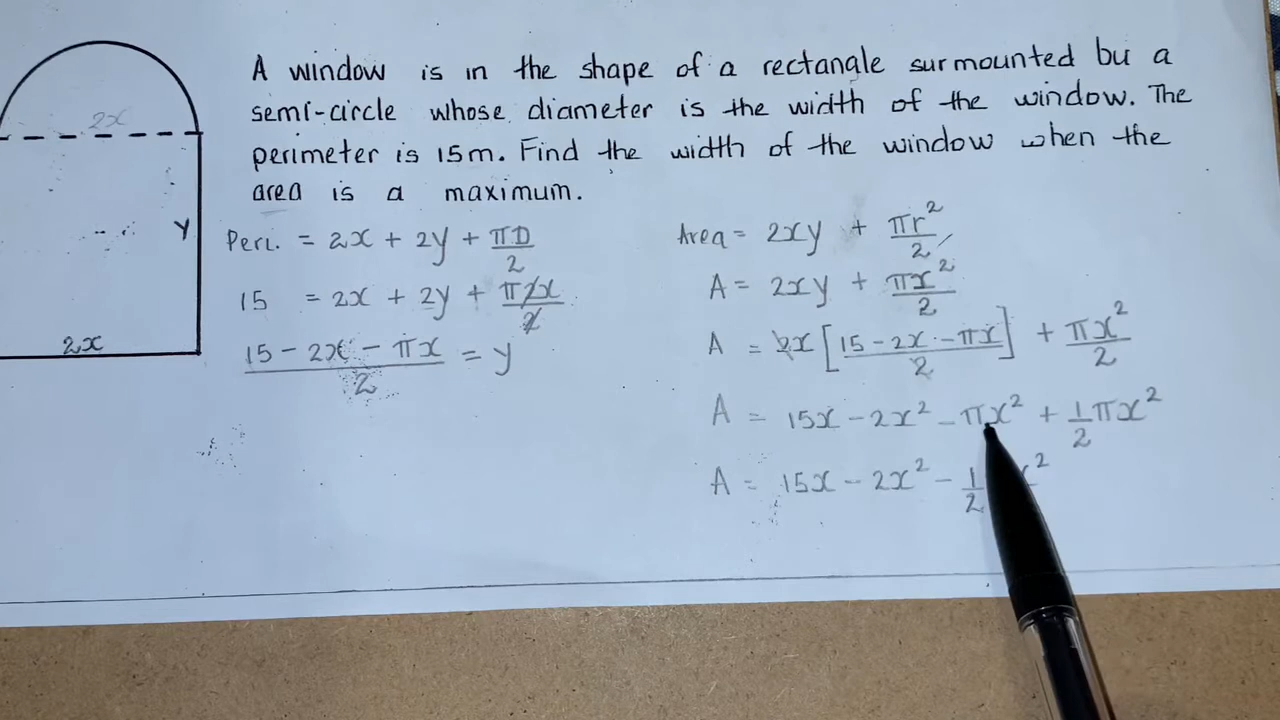 A window is in the shape of a rectangle surmounted bu a
semi-circle whose diameter is the width of the window. The
perimeter is 15m. Find the width of the window when the
area is a maximum.
2x
y
2x
Peri. = 2x + 2y + πD/2
15 = 2x + 2y + π2x/2
(15 - 2x - πx)/2 = y
Area = 2xy + πr²/2
A = 2xy + πx²/2
A = 2x[(15 - 2x - πx)/2] + πx²/2
A = 15x - 2x² - πx² + 1/2πx²
A = 15x - 2x² - 1/2 x²